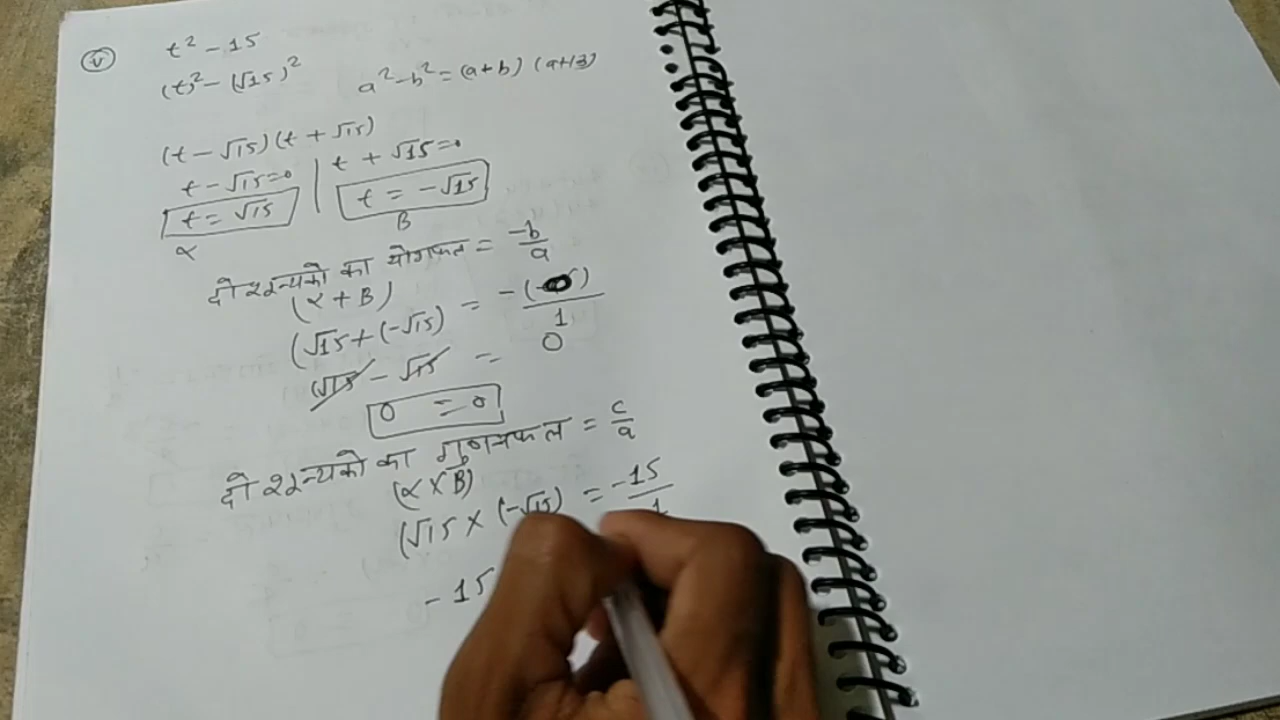 (v) t² - 15
(t)² - (√15)² a² - b² = (a+b) (a+b)
(t - √15) (t + √15)
t - √15 = 0 | t + √15 = 0
t = √15 | t = -√15
α B
दो शून्यको का योगफल = -b/a
(α + B)
(√15 + (-√15) = -( )/1
√15 - √15 = 0
0 = 0
दो शून्यको का गुणनफल = c/a
(α × B)
(√15 × (-√15) = -15/1
- 15